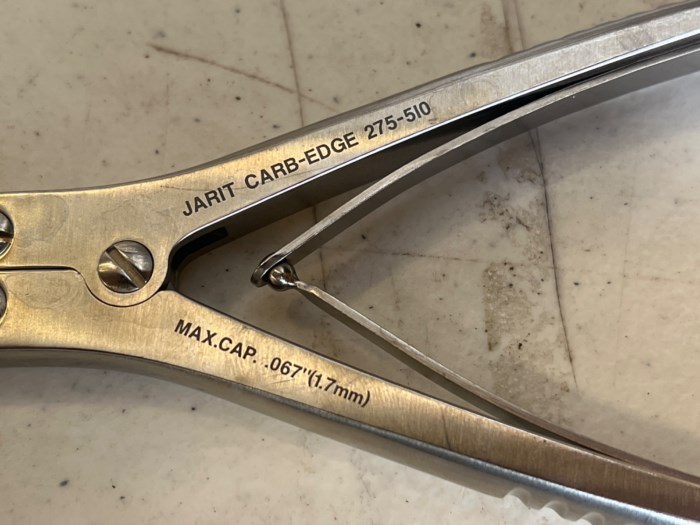 JARIT CARB-EDGE 275-510
MAX.CAP. .067"(1.7mm)